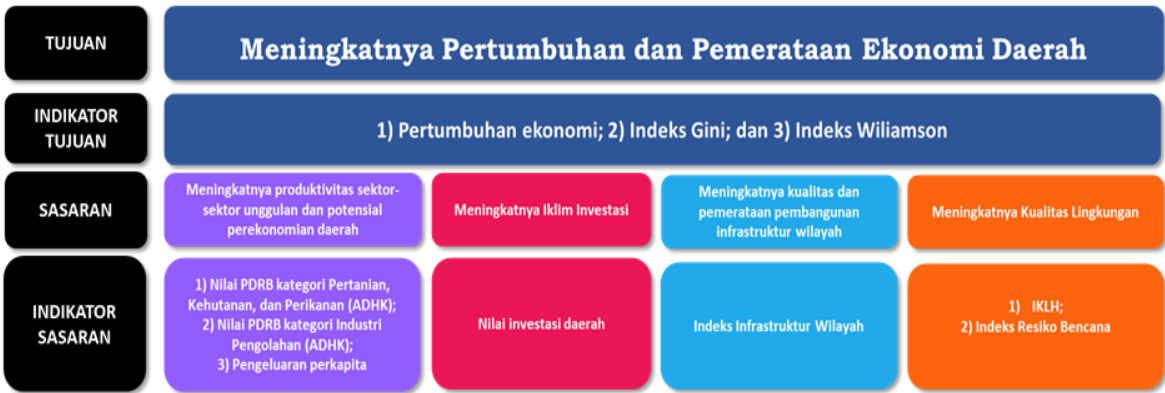 TUJUAN
Meningkatnya Pertumbuhan dan Pemerataan Ekonomi Daerah
INDIKATOR
TUJUAN
1) Pertumbuhan ekonomi; 2) Indeks Gini; dan 3) Indeks Wiliamson
SASARAN
Meningkatnya produktivitas sektor-
sektor unggulan dan potensial
perekonomian daerah
Meningkatnya Iklim Investasi
Meningkatnya kualitas dan
pemerataan pembangunan
infrastruktur wilayah
Meningkatnya Kualitas Lingkungan
INDIKATOR
SASARAN
1) Nilai PDRB kategori Pertanian,
Kehutanan, dan Perikanan (ADHK);
2) Nilai PDRB kategori Industri
Pengolahan (ADHK);
3) Pengeluaran perkapita
Nilai investasi daerah
Indeks Infrastruktur Wilayah
1) IKLH;
2) Indeks Resiko Bencana